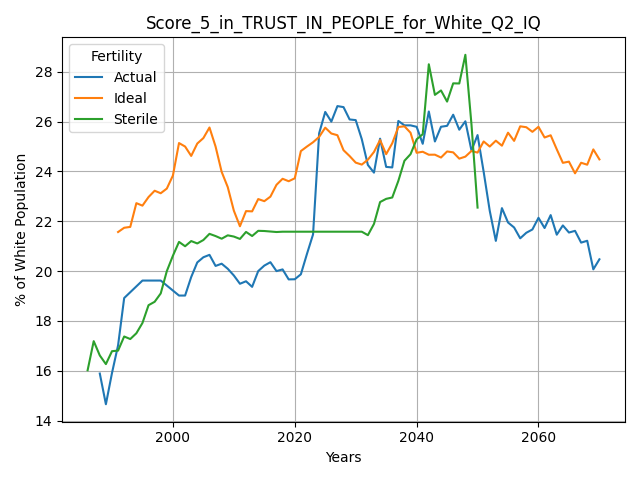 Score_5_in_TRUST_IN_PEOPLE_for_White_Q2_IQ
Fertility
Actual
Ideal
Sterile
% of White Population
28
26
24
22
20
18
16
14
2000
2020
2040
2060
Years